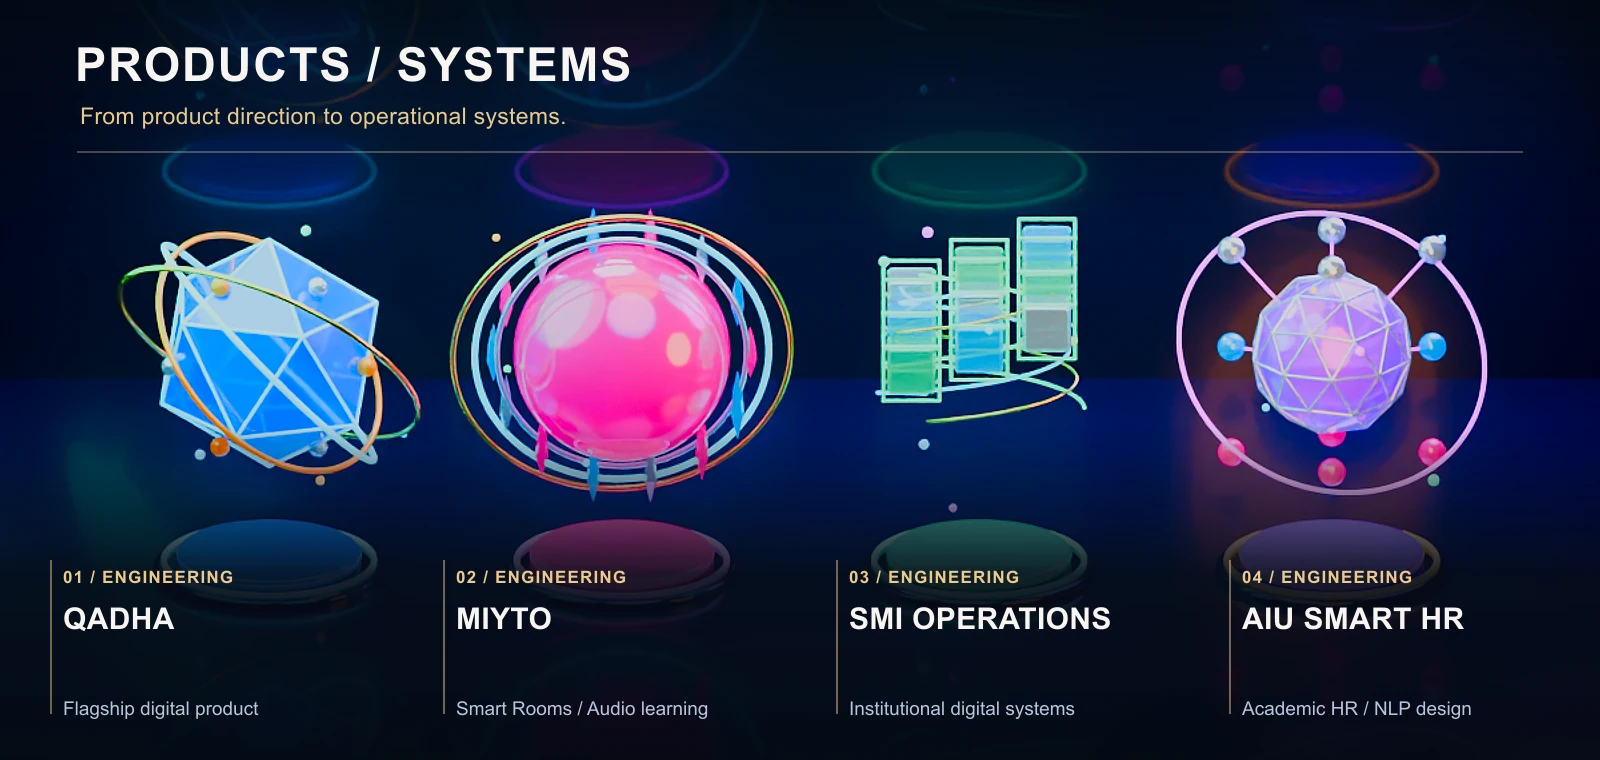 PRODUCTS / SYSTEMS
From product direction to operational systems.
01 / ENGINEERING
QADHA
Flagship digital product
02 / ENGINEERING
MIYTO
Smart Rooms / Audio learning
03 / ENGINEERING
SMI OPERATIONS
Institutional digital systems
04 / ENGINEERING
AIU SMART HR
Academic HR / NLP design